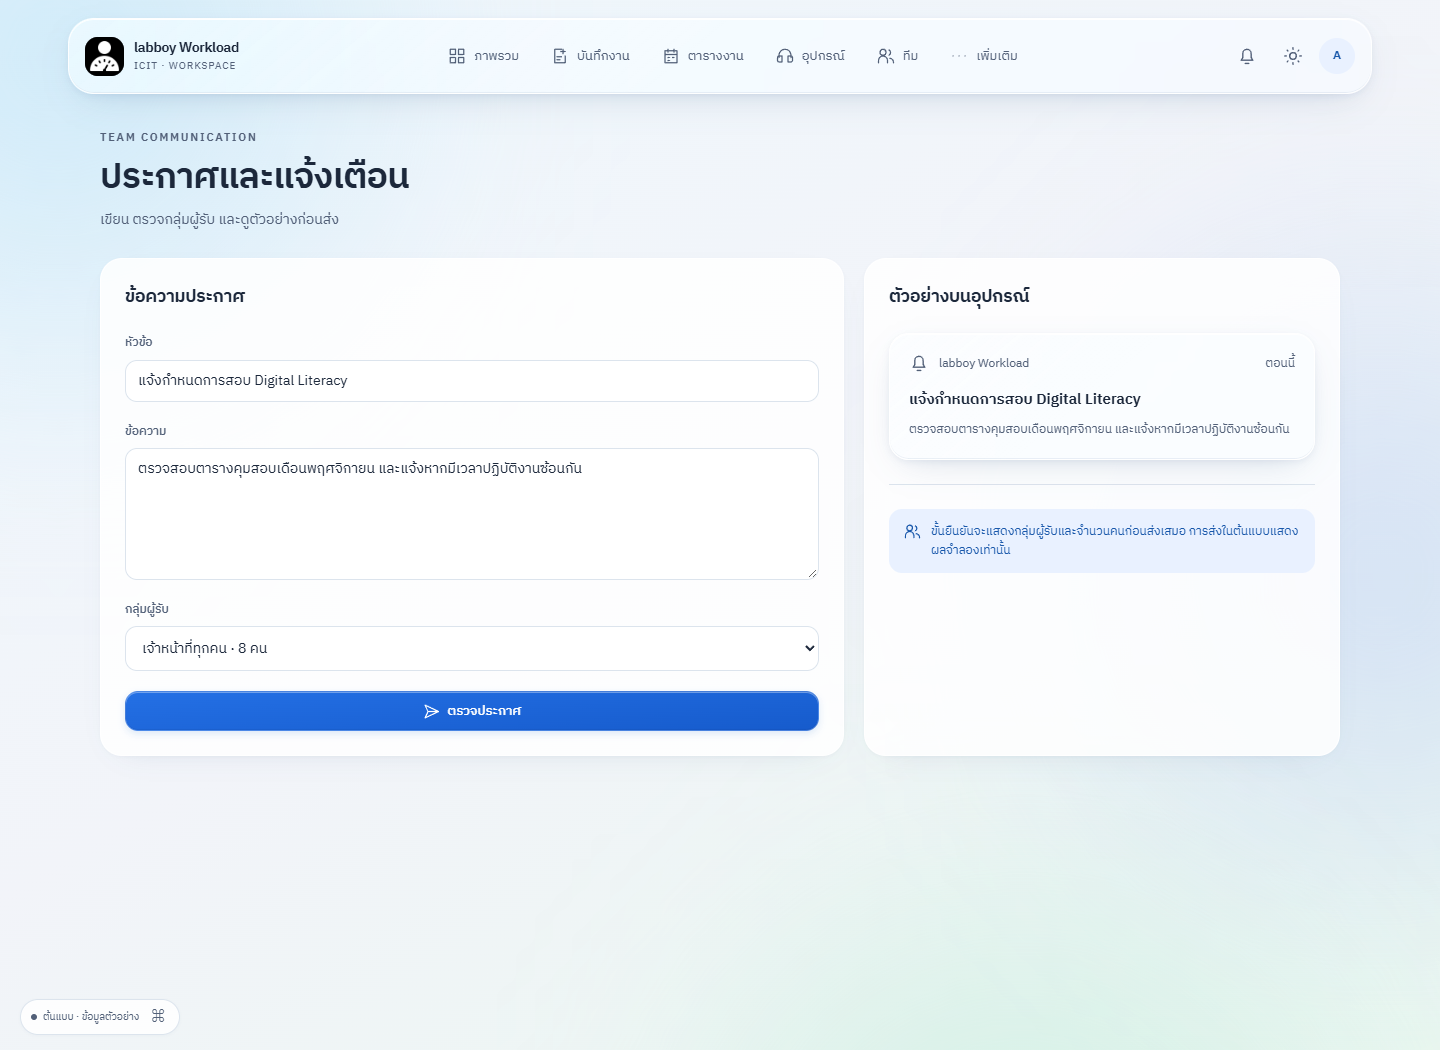 labboy Workload
ICIT · WORKSPACE
ภาพรวม
บันทึกงาน
ตารางงาน
อุปกรณ์
ทีม
เพิ่มเติม
A
TEAM COMMUNICATION
ประกาศและแจ้งเตือน
เขียน ตรวจกลุ่มผู้รับ และดูตัวอย่างก่อนส่ง
ข้อความประกาศ
หัวข้อ
แจ้งกำหนดการสอบ Digital Literacy
ข้อความ
ตรวจสอบตารางคุมสอบเดือนพฤศจิกายน และแจ้งหากมีเวลาปฏิบัติงานซ้อนกัน
กลุ่มผู้รับ
เจ้าหน้าที่ทุกคน · 8 คน
ตรวจประกาศ
ตัวอย่างบนอุปกรณ์
labboy Workload
ตอนนี้
แจ้งกำหนดการสอบ Digital Literacy
ตรวจสอบตารางคุมสอบเดือนพฤศจิกายน และแจ้งหากมีเวลาปฏิบัติงานซ้อนกัน
ขั้นยืนยันจะแสดงกลุ่มผู้รับและจำนวนคนก่อนส่งเสมอ การส่งในต้นแบบแสดง
ผลจำลองเท่านั้น
ต้นแบบ · ข้อมูลตัวอย่าง